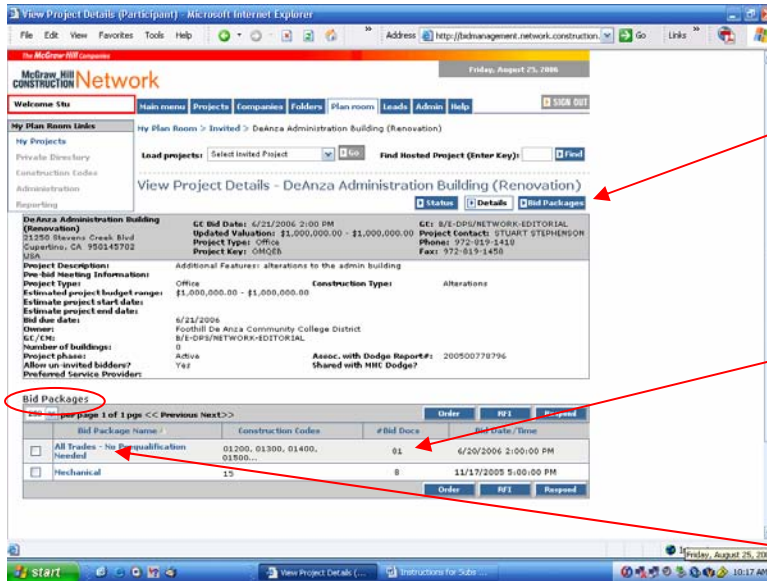 View Project Details (Participant) - Microsoft Internet Explorer
File Edit View Favorites Tools Help
Address http://bidmanagement.network.construction. Go Links
The McGraw-Hill Companies
McGraw Hill CONSTRUCTION Network
Friday, August 25, 2006
Welcome Stu
Main menu Projects Companies Folders Plan room Leads Admin Help SIGN OUT
My Plan Room Links
My Projects
Private Directory
Construction Codes
Administration
Reporting
My Plan Room > Invited > DeAnza Administration Building (Renovation)
Load projects: Select Invited Project Go Find Hosted Project (Enter Key): Find
View Project Details - DeAnza Administration Building (Renovation)
Status Details Bid Packages
DeAnza Administration Building (Renovation)
21250 Stevens Creek Blvd
Cupertino, CA 950145702
USA
GC Bid Date: 6/21/2006 2:00 PM
Updated Valuation: $1,000,000.00 - $1,000,000.00
Project Type: Office
Project Key: OMQEB
GC: B/E-DPS/NETWORK-EDITORIAL
Project Contact: STUART STEPHENSON
Phone: 972-819-1410
Fax: 972-819-1450
Project Description: Additional Features: alterations to the admin building
Pre-bid Meeting Information:
Project Type: Office Construction Type: Alterations
Estimated project budget range: $1,000,000.00 - $1,000,000.00
Estimate project start date:
Estimate project end date:
Bid due date: 6/21/2006
Owner: Foothill De Anza Community College District
GC/CM: B/E-DPS/NETWORK-EDITORIAL
Number of buildings: 0
Project phase: Active Assoc. with Dodge Report#: 200500778796
Allow un-invited bidders? Yes Shared with MHC Dodge?
Preferred Service Provider:
Bid Packages
per page 1 of 1 pgs << Previous Next>> Order RFI Respond
Bid Package Name Construction Codes #Bid Docs Bid Date/Time
All Trades - No Prequalification Needed 01200, 01300, 01400, 01500... 81 6/20/2006 2:00:00 PM
Mechanical 15 8 11/17/2005 5:00:00 PM
Order RFI Respond
Friday, August 25, 200
start View Project Details (... Instructions for Subs ... 10:17 AM